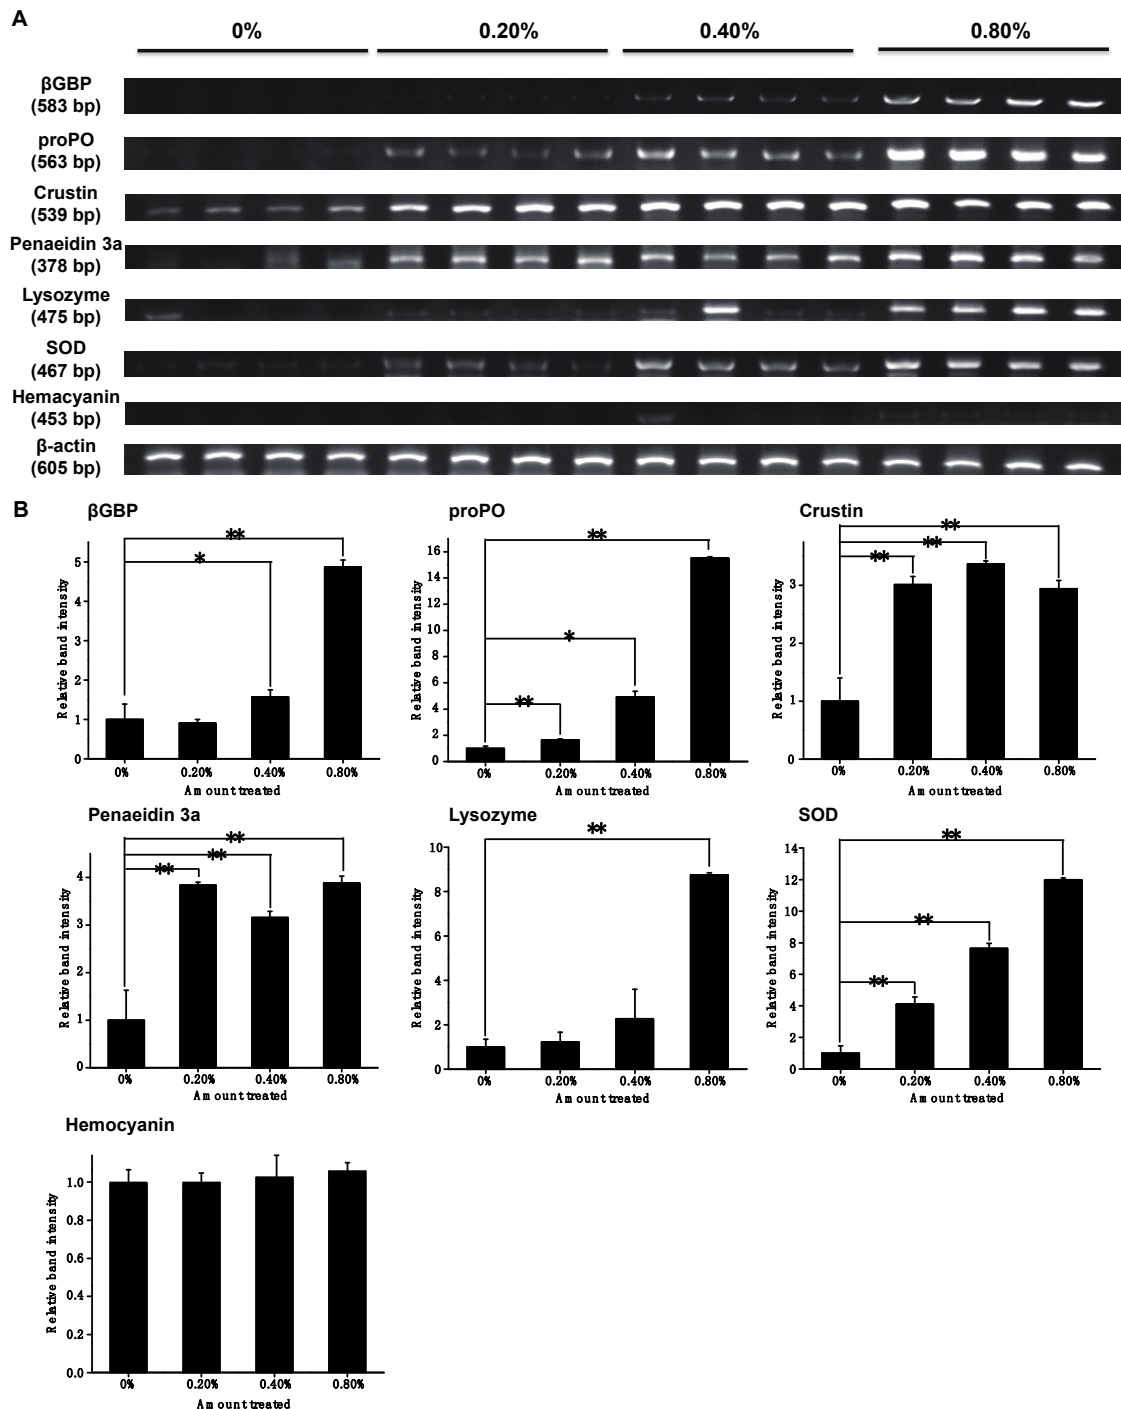 A
0% 0.20% 0.40% 0.80%
βGBP
(583 bp)
proPO
(563 bp)
Crustin
(539 bp)
Penaeidin 3a
(378 bp)
Lysozyme
(475 bp)
SOD
(467 bp)
Hemacyanin
(453 bp)
β-actin
(605 bp)
B
βGBP
Relative band intensity
5
4
3
2
1
0
** 
*
0% 0.20% 0.40% 0.80%
Amount treated
proPO
Relative band intensity
16
14
12
10
8
6
4
2
0
**
*
**
0% 0.20% 0.40% 0.80%
Amount treated
Crustin
Relative band intensity
3
2
1
0
**
**
**
0% 0.20% 0.40% 0.80%
Amount treated
Penaeidin 3a
Relative band intensity
4
3
2
1
0
**
**
**
0% 0.20% 0.40% 0.80%
Amount treated
Lysozyme
Relative band intensity
10
8
6
4
2
0
**
0% 0.20% 0.40% 0.80%
Amount treated
SOD
Relative band intensity
14
12
10
8
6
4
2
0
**
**
**
0% 0.20% 0.40% 0.80%
Amount treated
Hemocyanin
Relative band intensity
1.0
0.8
0.6
0.4
0.2
0.0
0% 0.20% 0.40% 0.80%
Amount treated